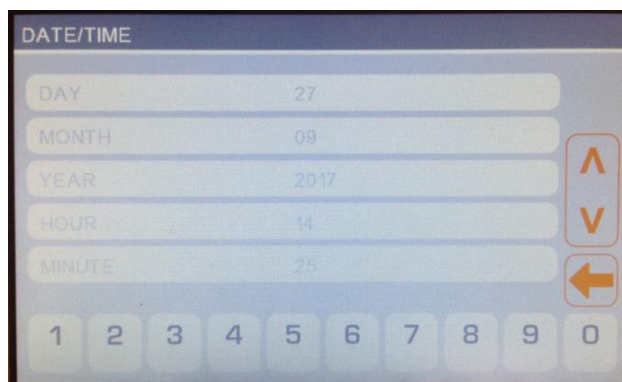 DATE/TIME
DAY 27
MONTH 09
YEAR 2017
HOUR 14
MINUTE 25
1 2 3 4 5 6 7 8 9 0